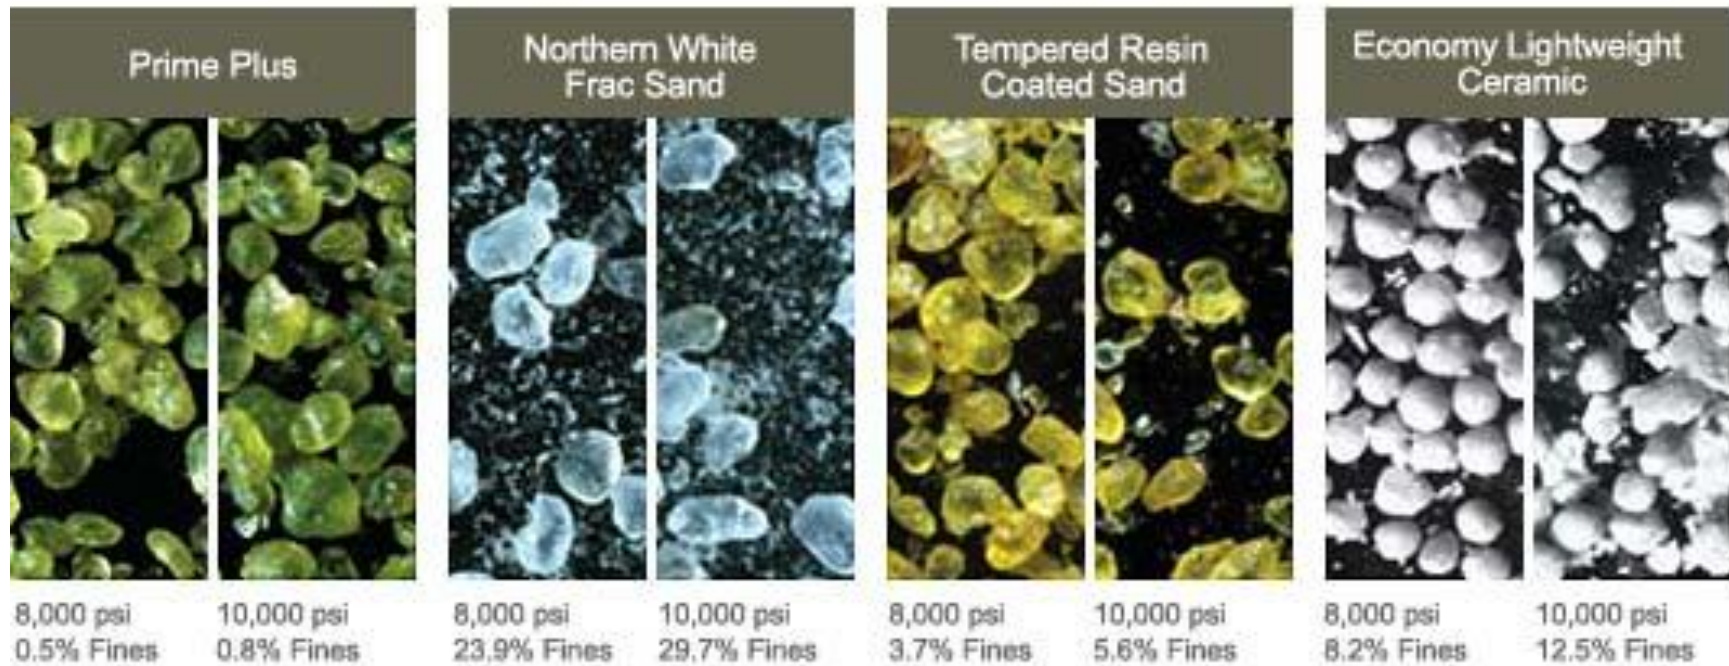 Prime Plus
8,000 psi
0.5% Fines
10,000 psi
0.8% Fines
Northern White
Frac Sand
8,000 psi
23.9% Fines
10,000 psi
29.7% Fines
Tempered Resin
Coated Sand
8,000 psi
3.7% Fines
10,000 psi
5.6% Fines
Economy Lightweight
Ceramic
8,000 psi
8.2% Fines
10,000 psi
12.5% Fines